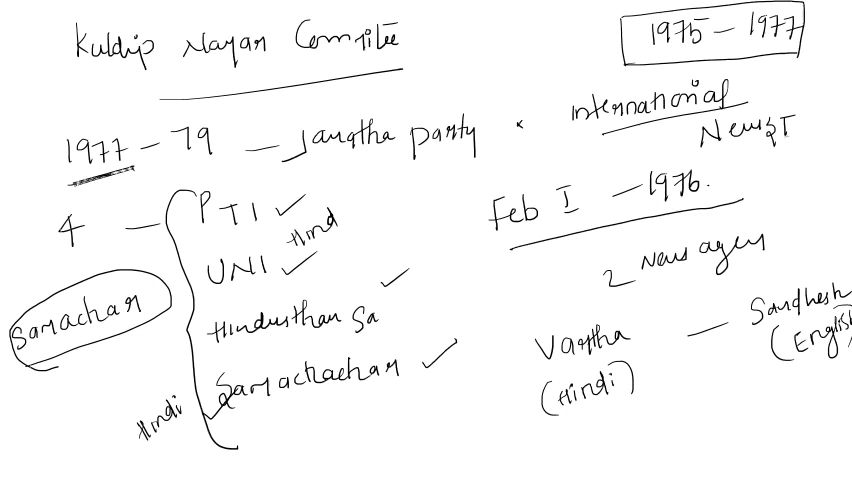 Kuldip Nayar Committee
1975 - 1977
1977 - 79 - Janatha party
× international
News
4 - PTI ✓
Hind
UNI ✓
Hindusthan Sa ✓
Samachachar ✓
Samachar
Hindi ✓
Feb I - 1976.
2 News agen
Vartha - Sandhesh
(Hindi) (English)